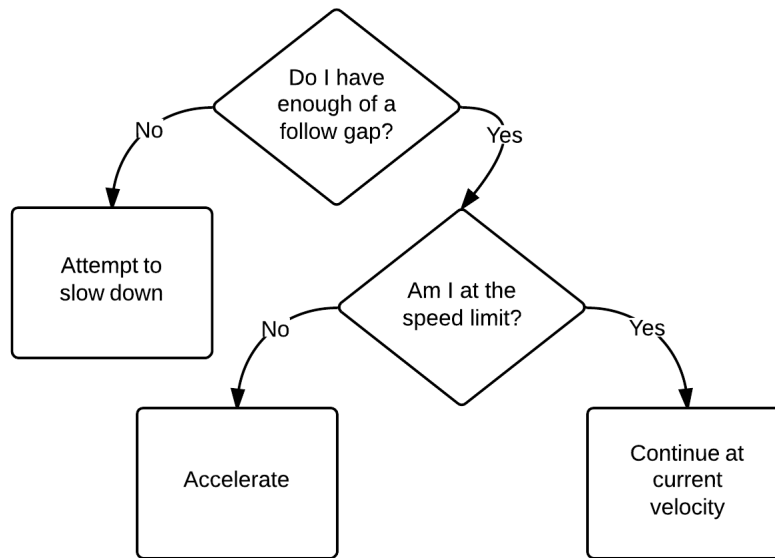 Do I have
enough of a
follow gap?
No
Yes
Attempt to
slow down
Am I at the
speed limit?
No
Yes
Accelerate
Continue at
current
velocity